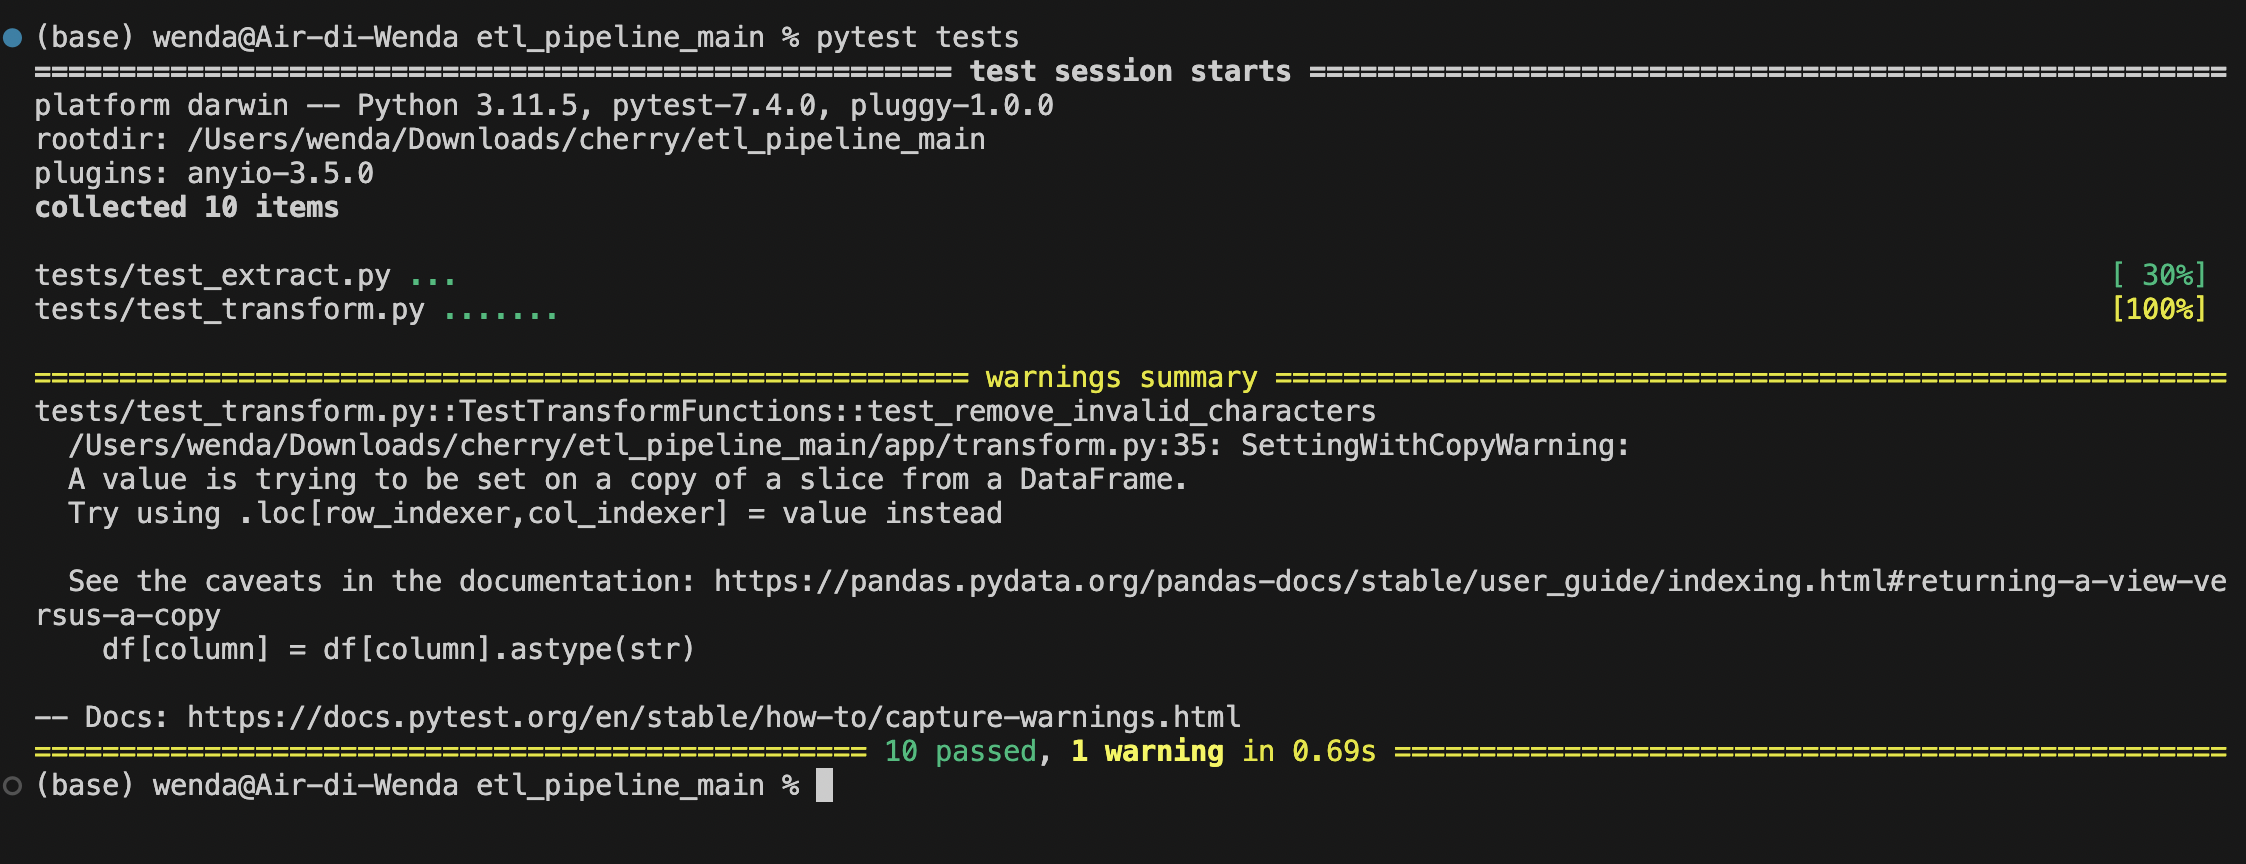 (base) wenda@Air-di-Wenda etl_pipeline_main % pytest tests
====================================================== test session starts ======================================================
platform darwin -- Python 3.11.5, pytest-7.4.0, pluggy-1.0.0
rootdir: /Users/wenda/Downloads/cherry/etl_pipeline_main
plugins: anyio-3.5.0
collected 10 items
tests/test_extract.py ... [ 30%]
tests/test_transform.py ....... [100%]
======================================================= warnings summary ========================================================
tests/test_transform.py::TestTransformFunctions::test_remove_invalid_characters
/Users/wenda/Downloads/cherry/etl_pipeline_main/app/transform.py:35: SettingWithCopyWarning:
A value is trying to be set on a copy of a slice from a DataFrame.
Try using .loc[row_indexer,col_indexer] = value instead
See the caveats in the documentation: https://pandas.pydata.org/pandas-docs/stable/user_guide/indexing.html#returning-a-view-ve
rsus-a-copy
df[column] = df[column].astype(str)
-- Docs: https://docs.pytest.org/en/stable/how-to/capture-warnings.html
================================================= 10 passed, 1 warning in 0.69s =================================================
(base) wenda@Air-di-Wenda etl_pipeline_main %